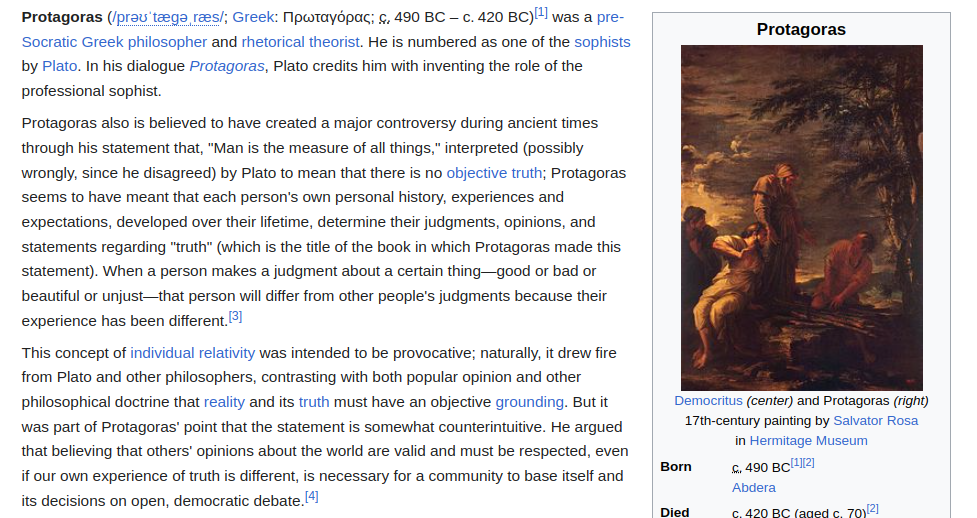 Protagoras (/prəʊˈtæɡəˌræs/; Greek: Πρωταγόρας; c. 490 BC – c. 420 BC)[1] was a pre-
Socratic Greek philosopher and rhetorical theorist. He is numbered as one of the sophists
by Plato. In his dialogue Protagoras, Plato credits him with inventing the role of the
professional sophist.
Protagoras also is believed to have created a major controversy during ancient times
through his statement that, "Man is the measure of all things," interpreted (possibly
wrongly, since he disagreed) by Plato to mean that there is no objective truth; Protagoras
seems to have meant that each person's own personal history, experiences and
expectations, developed over their lifetime, determine their judgments, opinions, and
statements regarding "truth" (which is the title of the book in which Protagoras made this
statement). When a person makes a judgment about a certain thing—good or bad or
beautiful or unjust—that person will differ from other people's judgments because their
experience has been different.[3]
This concept of individual relativity was intended to be provocative; naturally, it drew fire
from Plato and other philosophers, contrasting with both popular opinion and other
philosophical doctrine that reality and its truth must have an objective grounding. But it
was part of Protagoras' point that the statement is somewhat counterintuitive. He argued
that believing that others' opinions about the world are valid and must be respected, even
if our own experience of truth is different, is necessary for a community to base itself and
its decisions on open, democratic debate.[4]
Protagoras
Democritus (center) and Protagoras (right)
17th-century painting by Salvator Rosa
in Hermitage Museum
Born c. 490 BC[1][2]
Abdera
Died c. 420 BC (aged c. 70)[2]